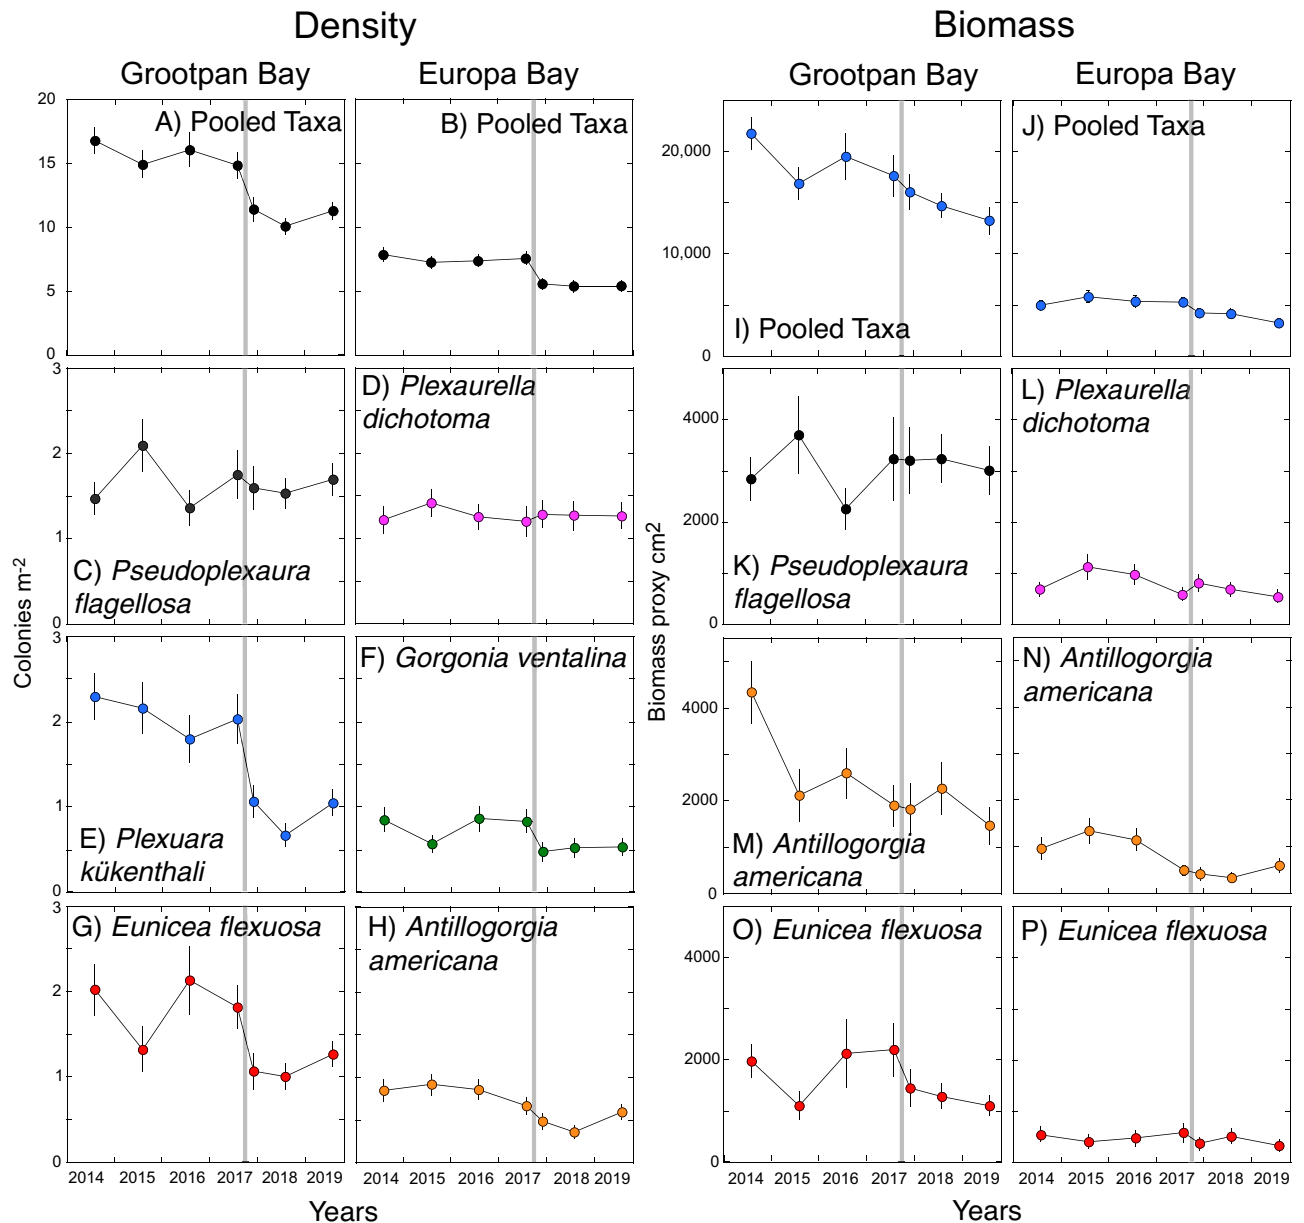 Density
Biomass
Grootpan Bay
Europa Bay
Grootpan Bay
Europa Bay
A) Pooled Taxa
B) Pooled Taxa
I) Pooled Taxa
J) Pooled Taxa
20
15
10
5
0
20,000
10,000
0
C) Pseudoplexaura
flagellosa
D) Plexaurella
dichotoma
K) Pseudoplexaura
flagellosa
L) Plexaurella
dichotoma
3
2
1
0
4000
2000
0
Colonies m-2
Biomass proxy cm2
E) Plexuara
kükenthali
F) Gorgonia ventalina
M) Antillogorgia
americana
N) Antillogorgia
americana
3
2
1
0
4000
2000
0
G) Eunicea flexuosa
H) Antillogorgia
americana
O) Eunicea flexuosa
P) Eunicea flexuosa
3
2
1
0
4000
2000
0
2014 2015 2016 2017 2018 2019
2014 2015 2016 2017 2018 2019
2014 2015 2016 2017 2018 2019
2014 2015 2016 2017 2018 2019
Years
Years